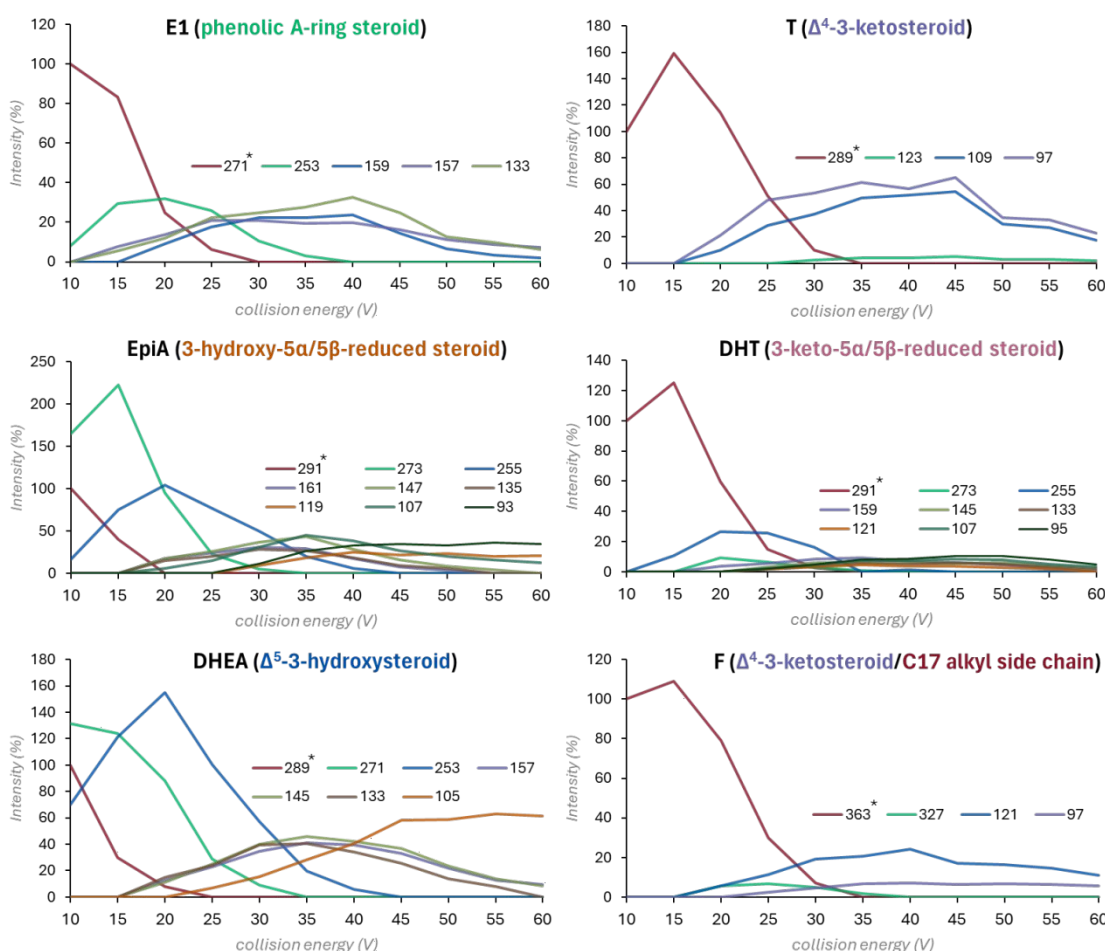 E1 (phenolic A-ring steroid)
Intensity (%)
120
100
80
60
40
20
0
271* 253 159 157 133
10 15 20 25 30 35 40 45 50 55 60
collision energy (V)
T (Δ⁴-3-ketosteroid)
Intensity (%)
180
160
140
120
100
80
60
40
20
0
289* 123 109 97
10 15 20 25 30 35 40 45 50 55 60
collision energy (V)
EpiA (3-hydroxy-5α/5β-reduced steroid)
Intensity (%)
250
200
150
100
50
0
291* 273 255
161 147 135
119 107 93
10 15 20 25 30 35 40 45 50 55 60
collision energy (V)
DHT (3-keto-5α/5β-reduced steroid)
Intensity (%)
140
120
100
80
60
40
20
0
291* 273 255
159 145 133
121 107 95
10 15 20 25 30 35 40 45 50 55 60
collision energy (V)
DHEA (Δ⁵-3-hydroxysteroid)
Intensity (%)
180
160
140
120
100
80
60
40
20
0
289* 271 253 157
145 133 105
10 15 20 25 30 35 40 45 50 55 60
collision energy (V)
F (Δ⁴-3-ketosteroid/C17 alkyl side chain)
Intensity (%)
120
100
80
60
40
20
0
363* 327 121 97
10 15 20 25 30 35 40 45 50 55 60
collision energy (V)